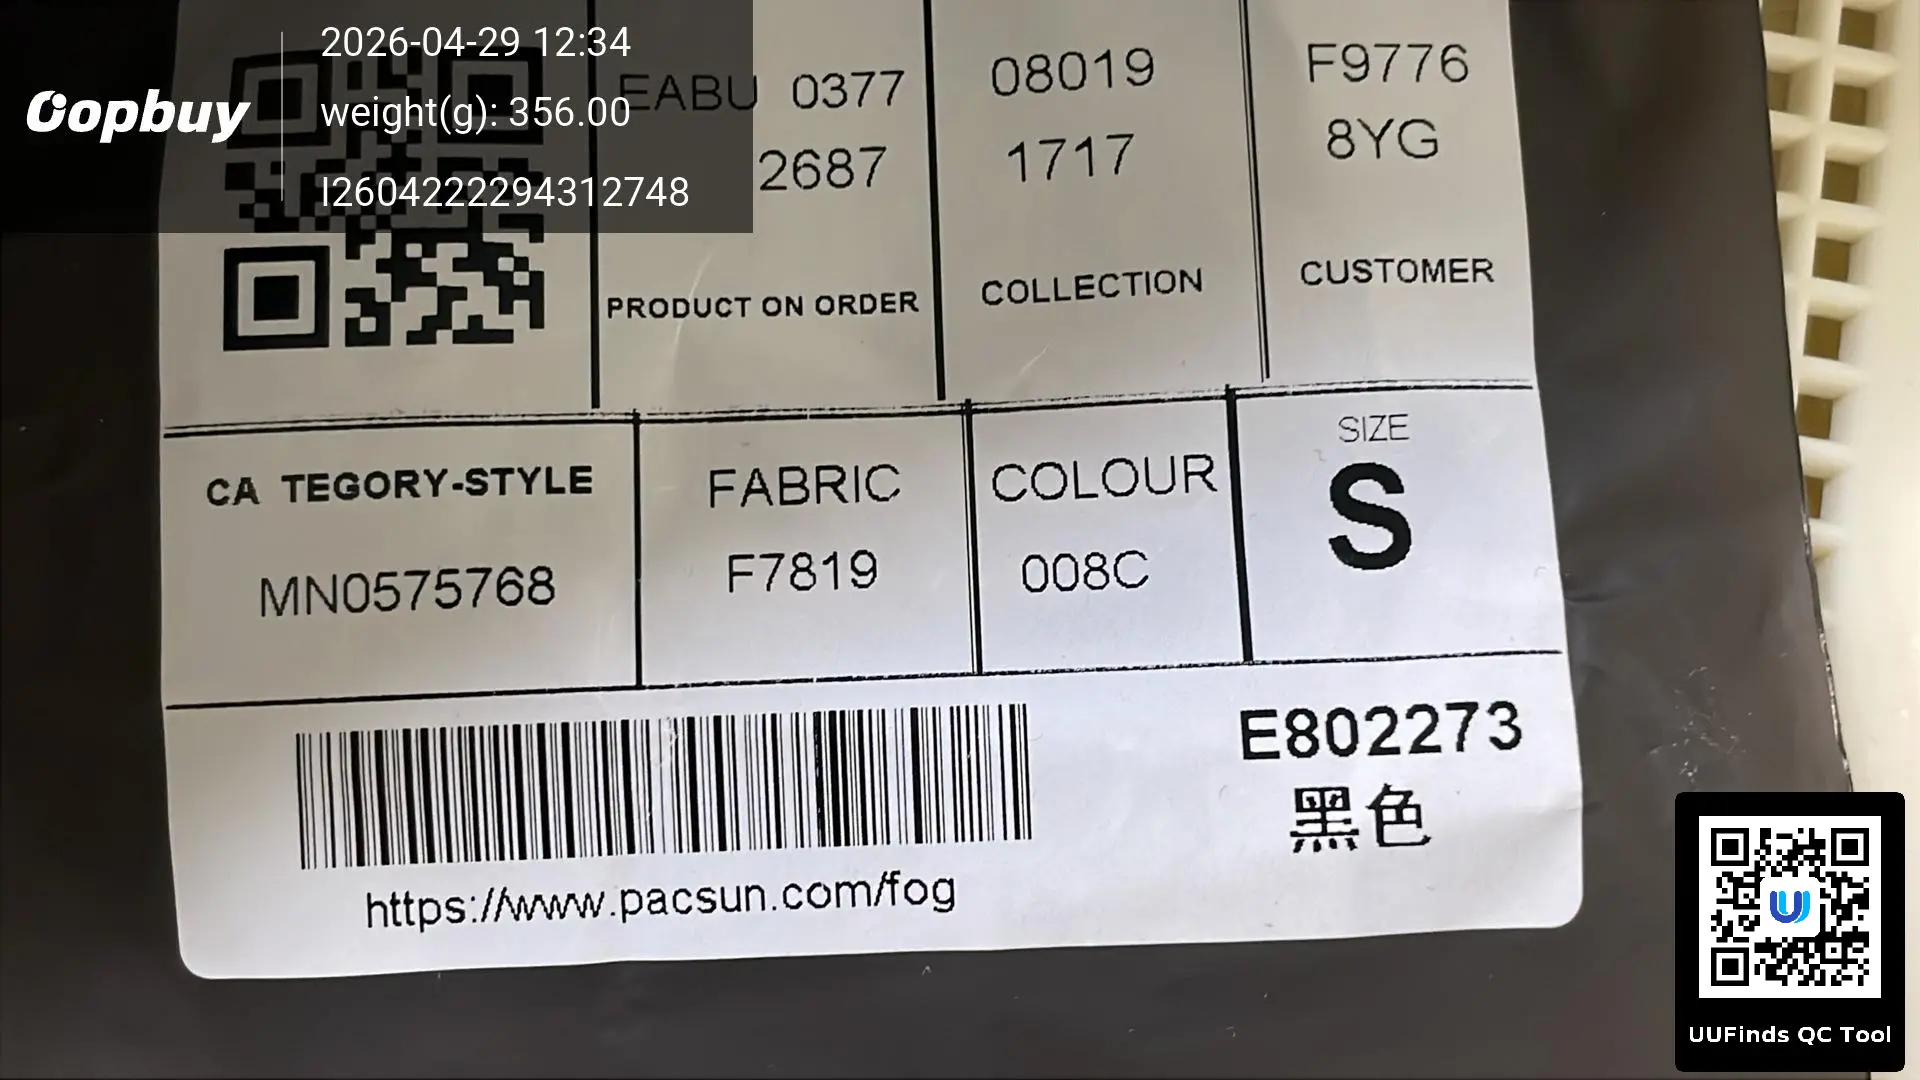 Oopbuy
2026-04-29 12:34
weight(g): 356.00
I2604222294312748
EABU 0377
2687
PRODUCT ON ORDER
08019
1717
COLLECTION
F9776
8YG
CUSTOMER
CA TEGORY-STYLE
MN0575768
FABRIC
F7819
COLOUR
008C
SIZE
S
https://www.pacsun.com/fog
E802273
黑色
UUFinds QC Tool